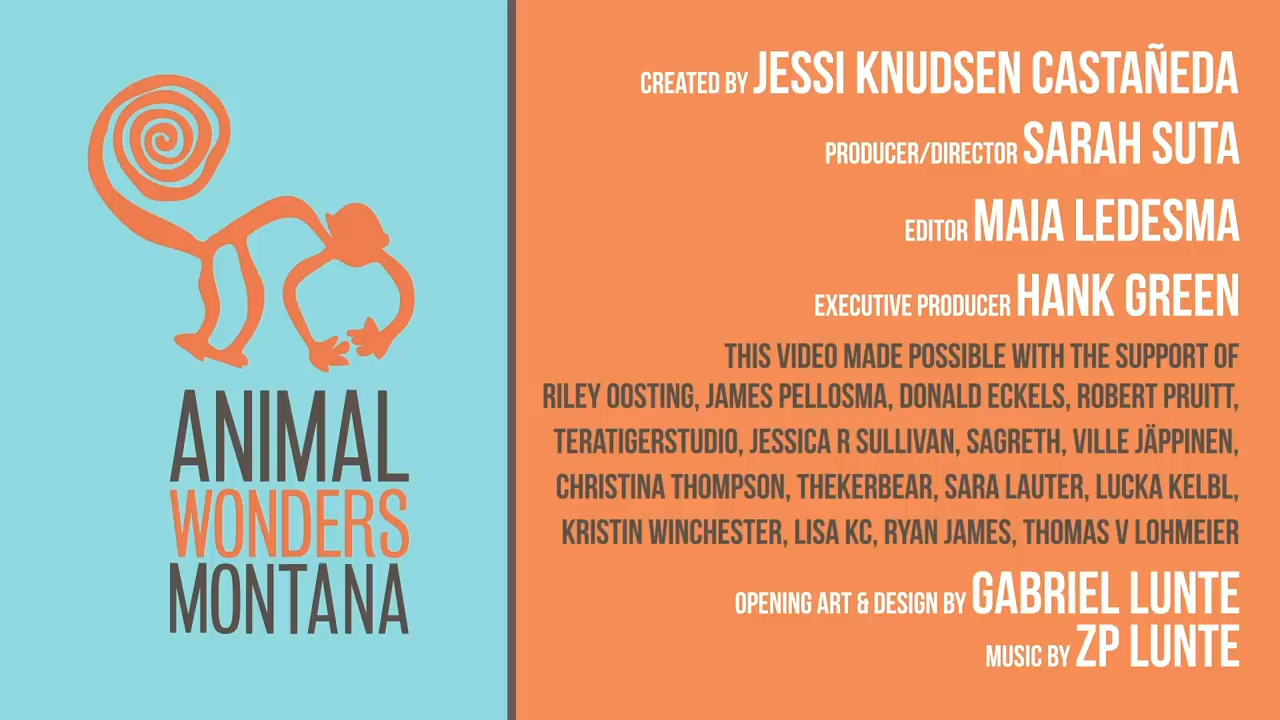 ANIMAL
WONDERS
MONTANA
CREATED BY JESSI KNUDSEN CASTAÑEDA
PRODUCER/DIRECTOR SARAH SUTA
EDITOR MAIA LEDESMA
EXECUTIVE PRODUCER HANK GREEN
THIS VIDEO MADE POSSIBLE WITH THE SUPPORT OF
RILEY OOSTING, JAMES PELLOSMA, DONALD ECKELS, ROBERT PRUITT,
TERATIGERSTUDIO, JESSICA R SULLIVAN, SAGRETH, VILLE JÄPPINEN,
CHRISTINA THOMPSON, THEKERBEAR, SARA LAUTER, LUCKA KELBL,
KRISTIN WINCHESTER, LISA KC, RYAN JAMES, THOMAS V LOHMEIER
OPENING ART & DESIGN BY GABRIEL LUNTE
MUSIC BY ZP LUNTE